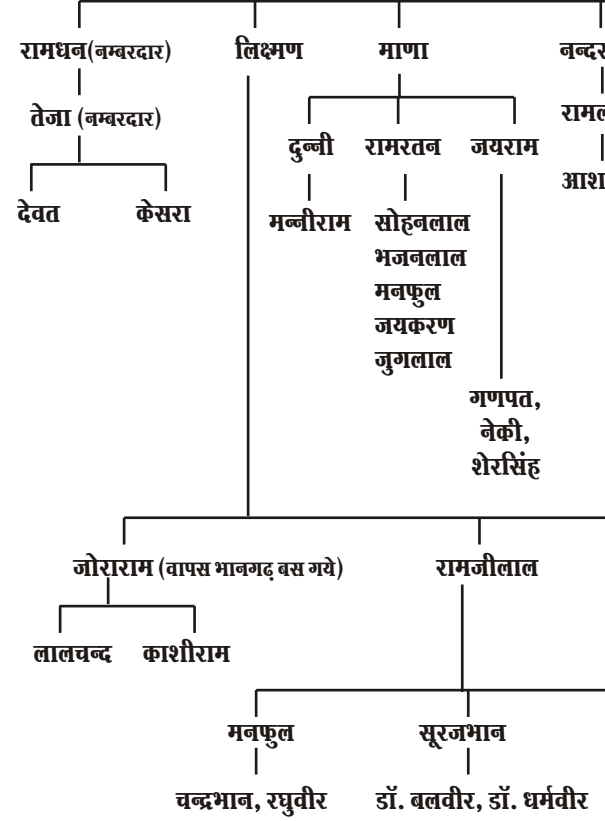 रामधन(नम्बरदार) लिक्ष्मण माणा
तेजा (नम्बरदार)
दुन्नी रामरतन जयराम
देवत केसरा
मन्नीराम सोहनलाल
भजनलाल
मनफुल
जयकरण
जुगलाल
गणपत,
नेकी,
शेरसिंह
जोराराम (वापस भानगढ़ बस गये) रामजीलाल
लालचन्द काशीराम
मनफुल सूरजभान
चन्द्रभान, रघुवीर डॉ. बलवीर, डॉ. धर्मवीर